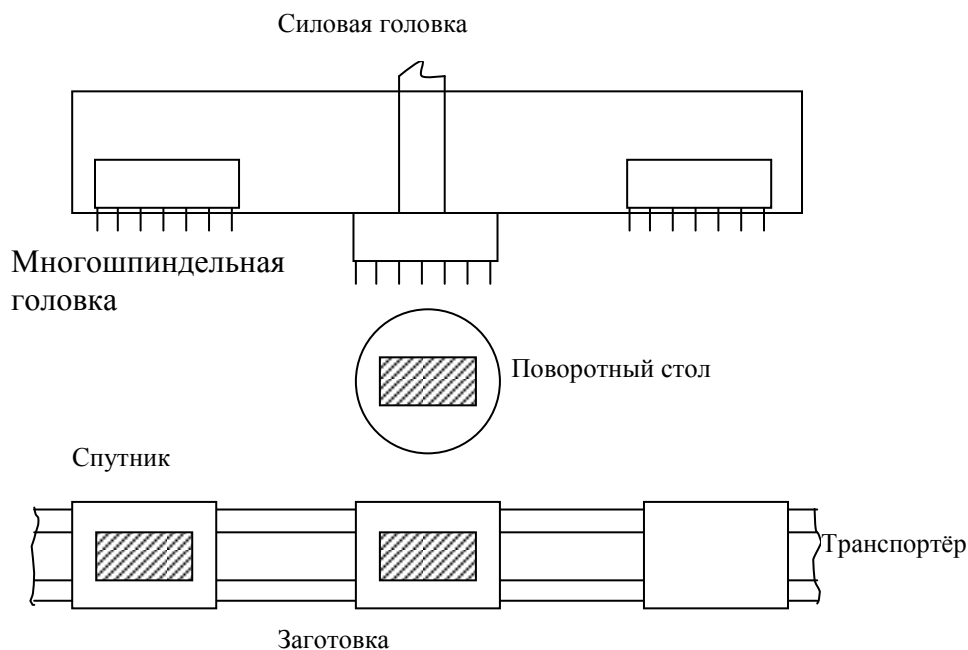 Силовая головка
Многошпиндельная
головка
Поворотный стол
Спутник
Транспортёр
Заготовка